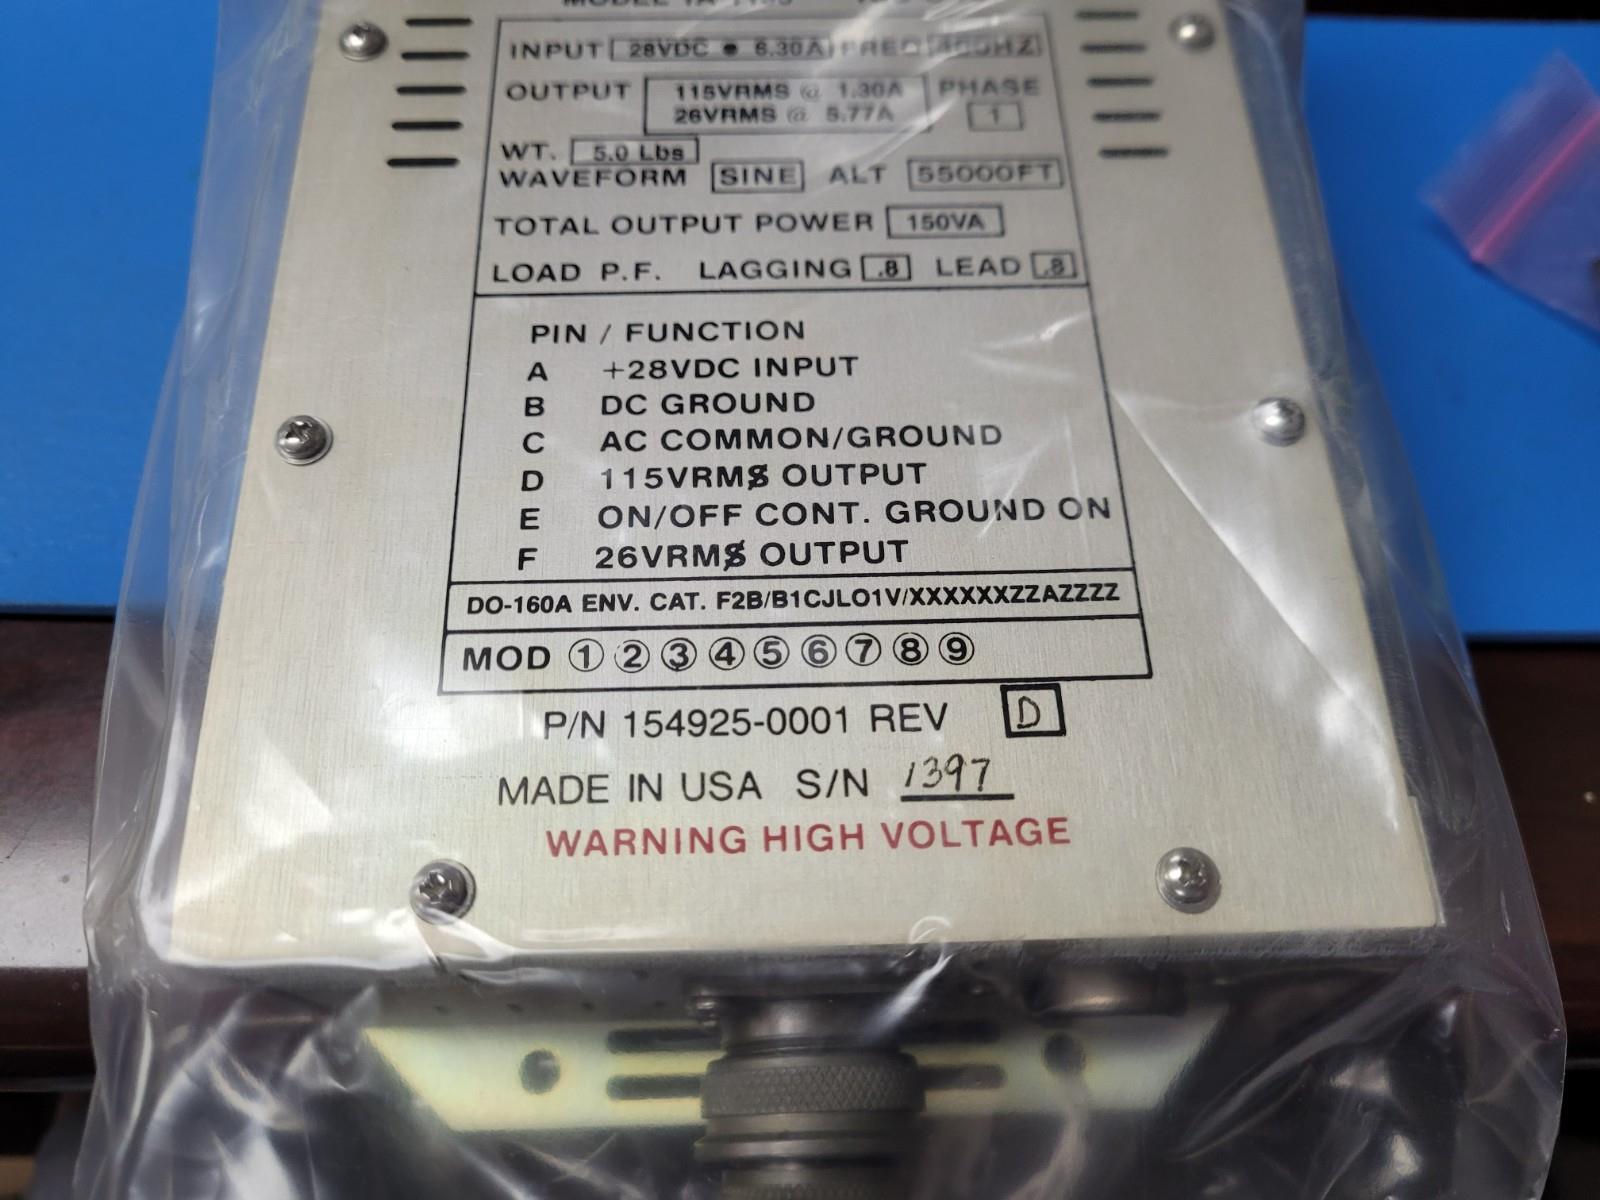 INPUT 28VDC @ 6.30A FREQ 400HZ
OUTPUT 115VRMS @ 1.30A PHASE
26VRMS @ 5.77A 1
WT. 5.0 Lbs
WAVEFORM SINE ALT 55000FT
TOTAL OUTPUT POWER 150VA
LOAD P.F. LAGGING .8 LEAD .8
PIN / FUNCTION
A +28VDC INPUT
B DC GROUND
C AC COMMON/GROUND
D 115VRMS OUTPUT
E ON/OFF CONT. GROUND ON
F 26VRMS OUTPUT
DO-160A ENV. CAT. F2B/B1CJLO1V/XXXXXXZZAZZZZ
MOD ① ② ③ ④ ⑤ ⑥ ⑦ ⑧ ⑨
P/N 154925-0001 REV D
MADE IN USA S/N 1397
WARNING HIGH VOLTAGE